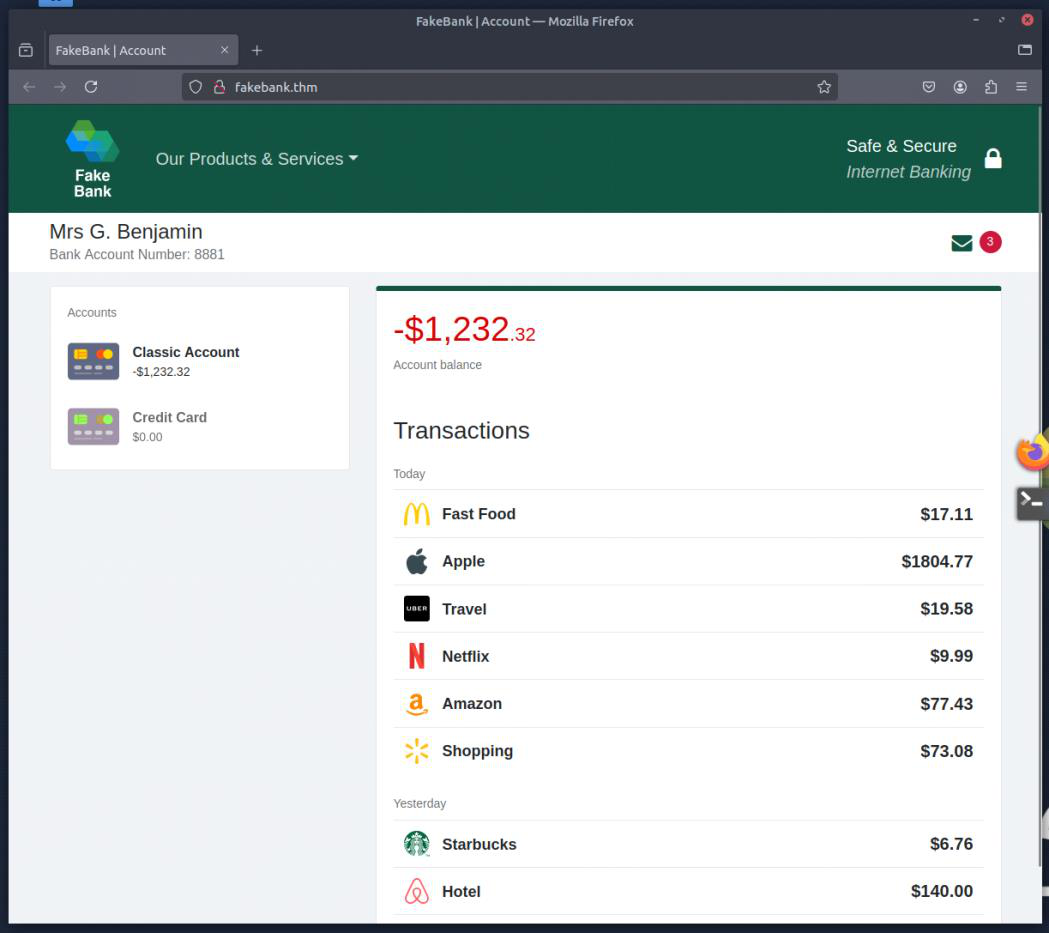 FakeBank | Account — Mozilla Firefox
FakeBank | Account
fakebank.thm
Fake
Bank
Our Products & Services
Safe & Secure
Internet Banking
Mrs G. Benjamin
Bank Account Number: 8881
3
Accounts
Classic Account
-$1,232.32
Credit Card
$0.00
-$1,232.32
Account balance
Transactions
Today
Fast Food $17.11
Apple $1804.77
UBER Travel $19.58
Netflix $9.99
Amazon $77.43
Shopping $73.08
Yesterday
Starbucks $6.76
Hotel $140.00